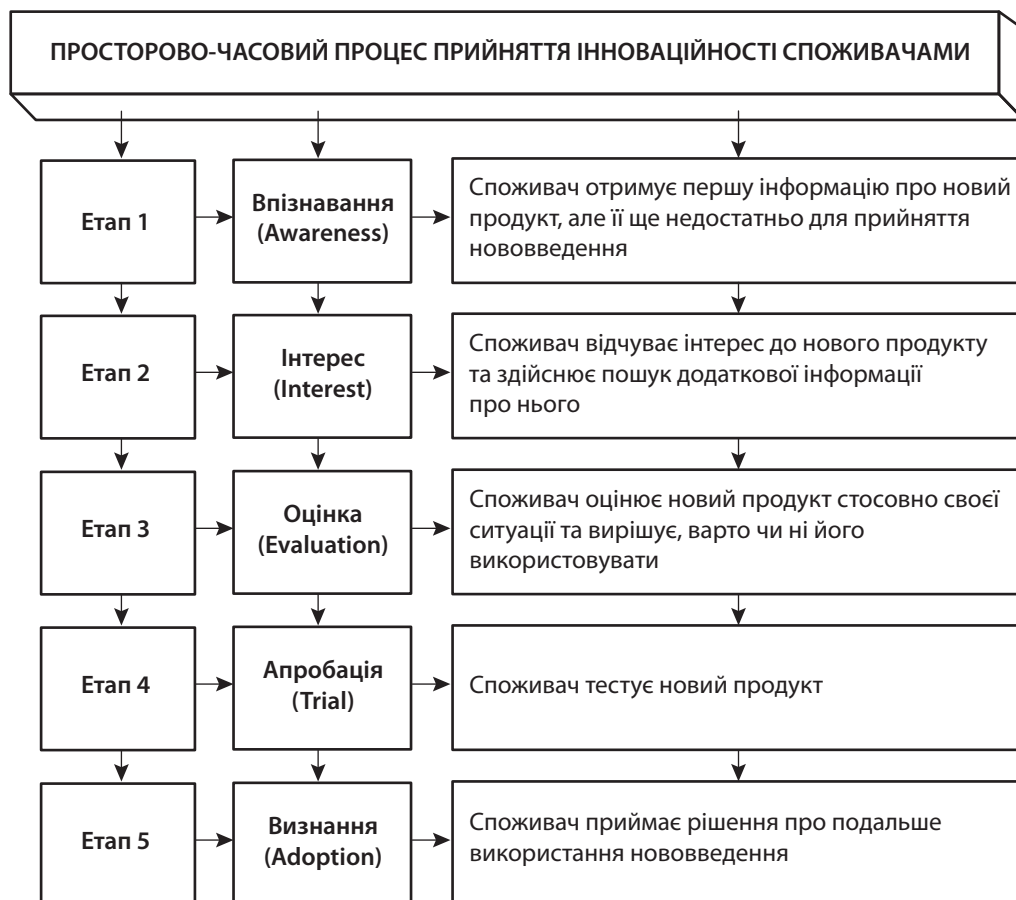 ПРОСТОРОВО-ЧАСОВИЙ ПРОЦЕС ПРИЙНЯТТЯ ІННОВАЦІЙНОСТІ СПОЖИВАЧАМИ
Етап 1
Впізнавання
(Awareness)
Споживач отримує першу інформацію про новий
продукт, але її ще недостатньо для прийняття
нововведення
Етап 2
Інтерес
(Interest)
Споживач відчуває інтерес до нового продукту
та здійснює пошук додаткової інформації
про нього
Етап 3
Оцінка
(Evaluation)
Споживач оцінює новий продукт стосовно своєї
ситуації та вирішує, варто чи ні його
використовувати
Етап 4
Апробація
(Trial)
Споживач тестує новий продукт
Етап 5
Визнання
(Adoption)
Споживач приймає рішення про подальше
використання нововведення